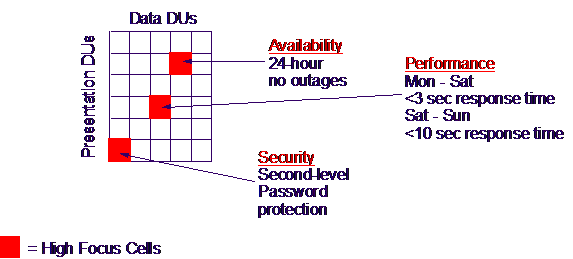 Data DUs
Presentation DUs
Availability
24-hour
no outages
Performance
Mon - Sat
<3 sec response time
Sat - Sun
<10 sec response time
Security
Second-level
Password
protection
= High Focus Cells